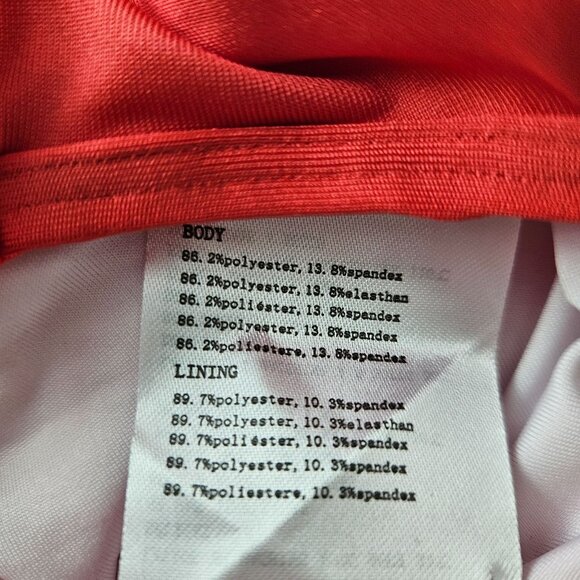 BODY
86.2%polyester, 13.8%spandex
86.2%polyester, 13.8%elasthan
86.2%poliéster, 13.8%spandex
86.2%polyester, 13.8%spandex
86.2%poliestere, 13.8%spandex
LINING
89.7%polyester, 10.3%spandex
89.7%polyester, 10.3%elasthan
89.7%poliéster, 10.3%spandex
89.7%polyester, 10.3%spandex
89.7%poliestere, 10.3%spandex